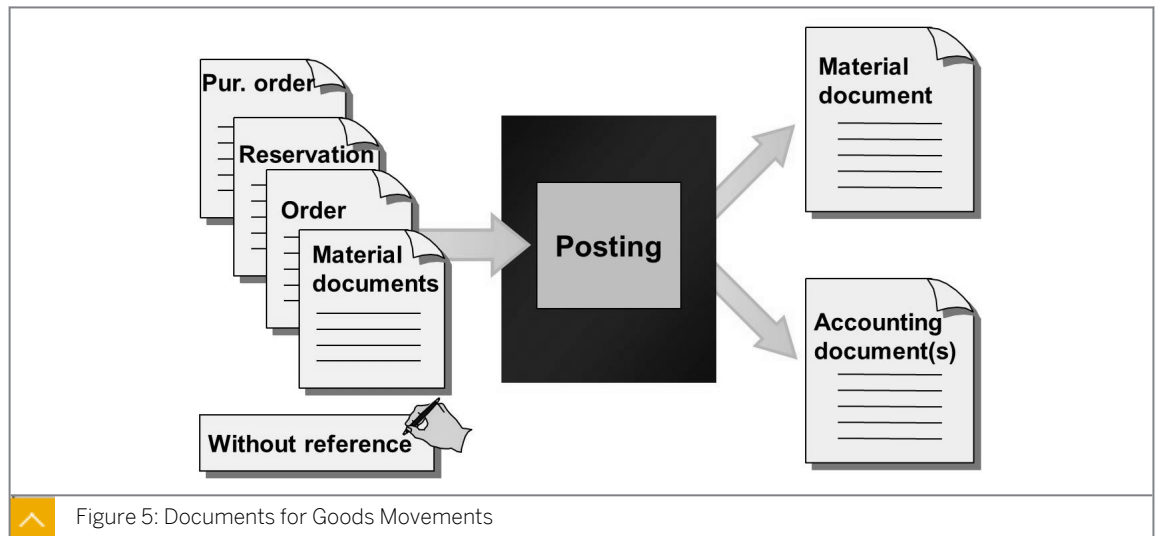 Pur. order
Reservation
Order
Material
documents
Without reference
Posting
Material
document
Accounting
document(s)
Figure 5: Documents for Goods Movements